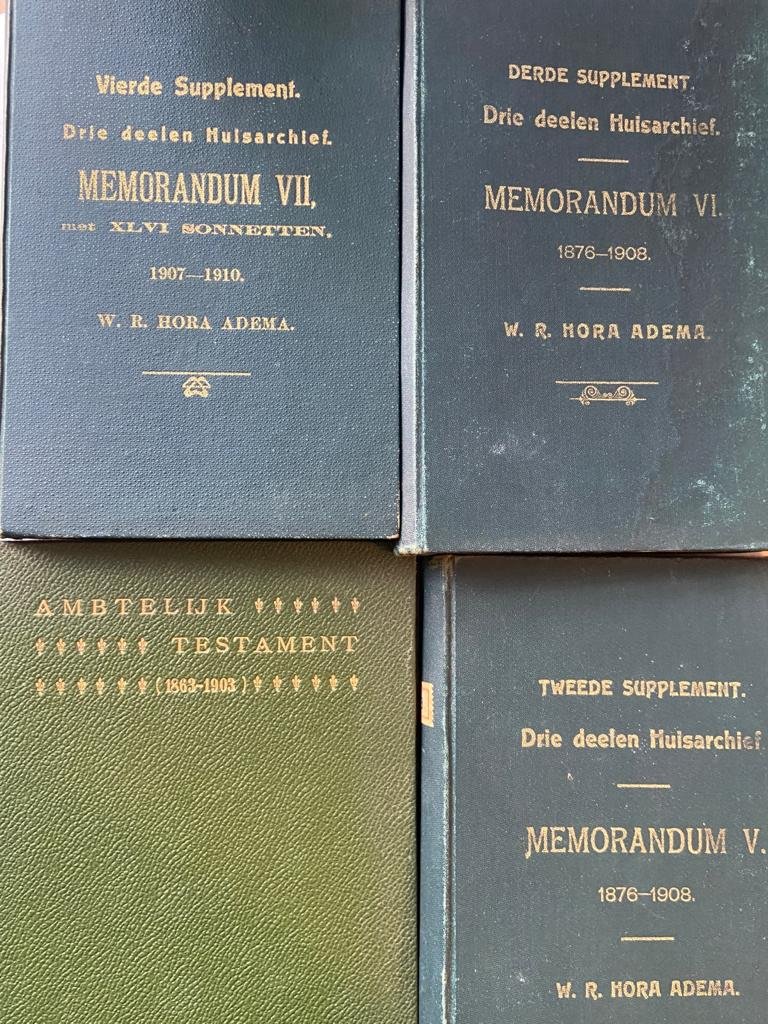 Vierde Supplement.
Drie deelen Huisarchief.
MEMORANDUM VII,
met XLVI SONNETTEN.
1907—1910.
W. R. HORA ADEMA.
DERDE SUPPLEMENT.
Drie deelen Huisarchief.
MEMORANDUM VI.
1876—1908.
W. R. HORA ADEMA.
AMBTELIJK
TESTAMENT
(1863-1903)
TWEEDE SUPPLEMENT.
Drie deelen Huisarchief
MEMORANDUM V.
1876—1908.
W. R. HORA ADEMA.